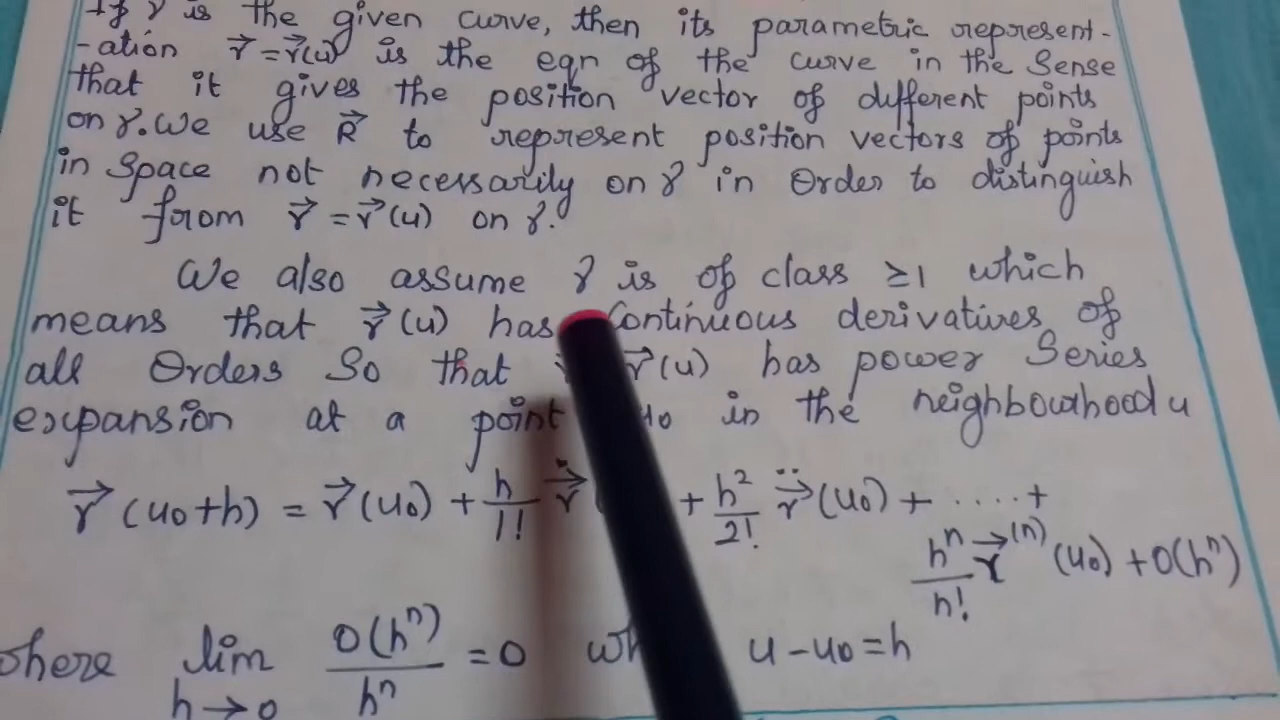 If γ is the given curve, then its parametric represent-
-ation r⃗ = r⃗(u) is the eqn of the curve in the Sense
that it gives the position vector of different points
on γ. We use R⃗ to represent position vectors of points
in Space not necessarily on γ in Order to distinguish
it from r⃗ = r⃗(u) on γ.
We also assume γ is of class ≥1 which
means that r⃗(u) has Continuous derivatives of
all Orders So that r⃗(u) has power Series
expansion at a point u₀ in the neighbourhood u
r⃗(u₀+h) = r⃗(u₀) + h/1! ṙ⃗ + h²/2! r̈⃗(u₀) + ..... +
hⁿ/n! r⃗⁽ⁿ⁾(u₀) + O(hⁿ)
where lim h→0 O(hⁿ)/hⁿ = 0 u - u₀ = h